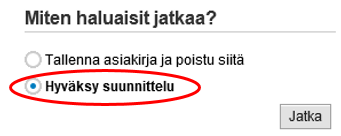 Miten haluaisit jatkaa?
Tallenna asiakirja ja poistu siitä
Hyväksy suunnittelu
Jatka